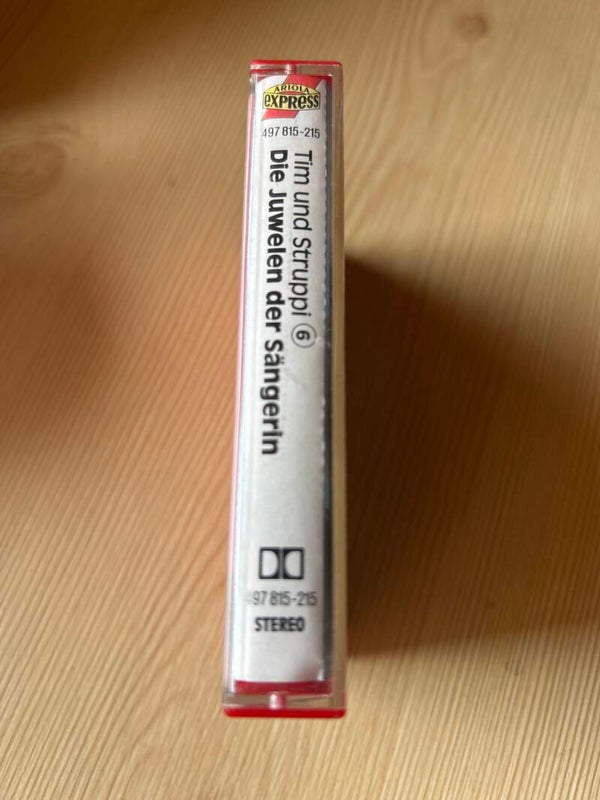 ARIOLA
EXPRESS
497 815-215
Tim und Struppi 6
Die Juwelen der Sängerin
497 815-215
STEREO